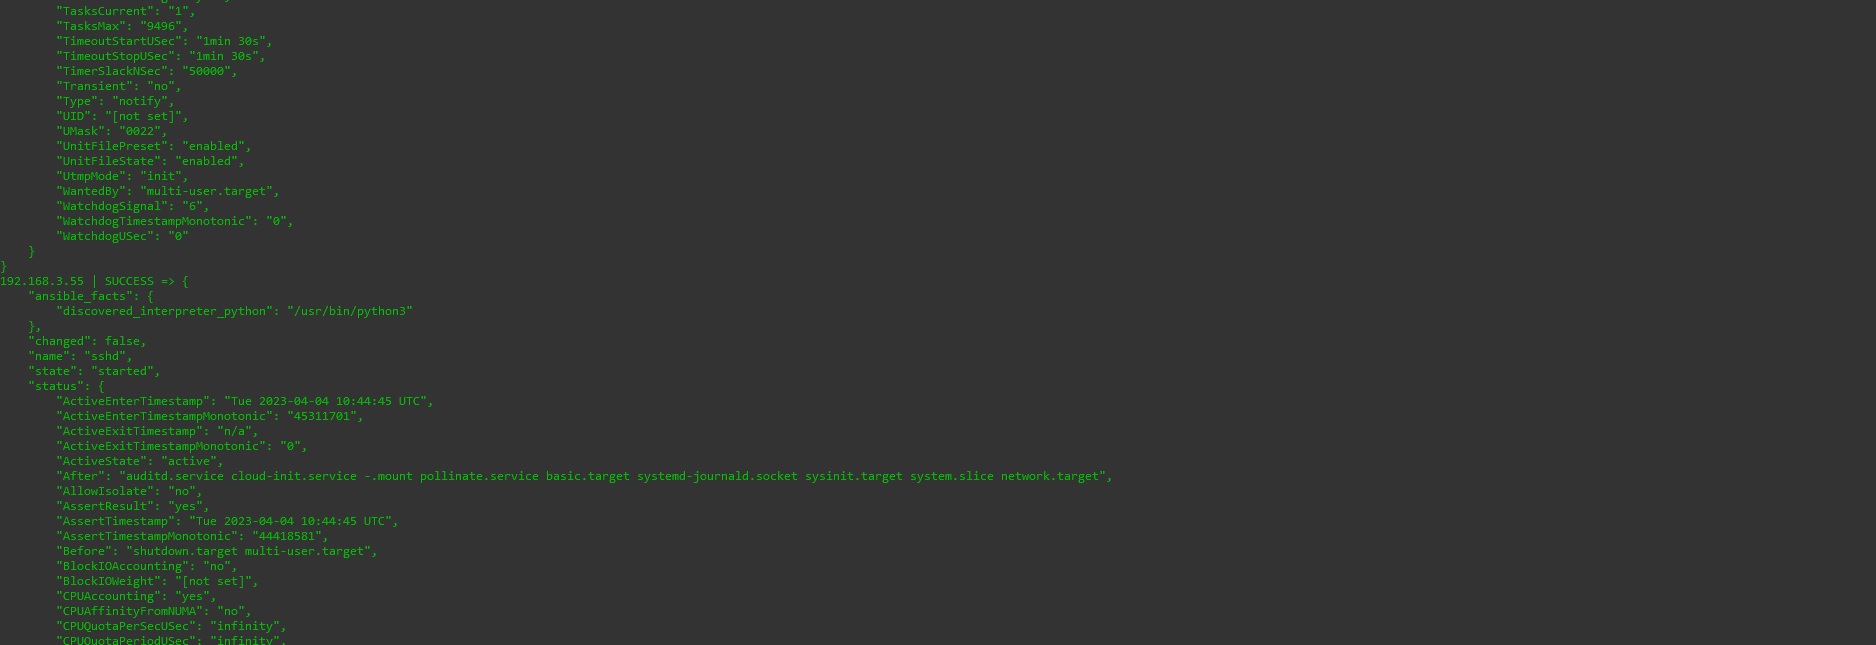 "TasksCurrent": "1",
"TasksMax": "9496",
"TimeoutStartUSec": "1min 30s",
"TimeoutStopUSec": "1min 30s",
"TimerSlackNSec": "50000",
"Transient": "no",
"Type": "notify",
"UID": "[not set]",
"UMask": "0022",
"UnitFilePreset": "enabled",
"UnitFileState": "enabled",
"UtmpMode": "init",
"WantedBy": "multi-user.target",
"WatchdogSignal": "6",
"WatchdogTimestampMonotonic": "0",
"WatchdogUSec": "0"
}
}
192.168.3.55 | SUCCESS => {
"ansible_facts": {
"discovered_interpreter_python": "/usr/bin/python3"
},
"changed": false,
"name": "sshd",
"state": "started",
"status": {
"ActiveEnterTimestamp": "Tue 2023-04-04 10:44:45 UTC",
"ActiveEnterTimestampMonotonic": "45311701",
"ActiveExitTimestamp": "n/a",
"ActiveExitTimestampMonotonic": "0",
"ActiveState": "active",
"After": "auditd.service cloud-init.service -.mount pollinate.service basic.target systemd-journald.socket sysinit.target system.slice network.target",
"AllowIsolate": "no",
"AssertResult": "yes",
"AssertTimestamp": "Tue 2023-04-04 10:44:45 UTC",
"AssertTimestampMonotonic": "44418581",
"Before": "shutdown.target multi-user.target",
"BlockIOAccounting": "no",
"BlockIOWeight": "[not set]",
"CPUAccounting": "yes",
"CPUAffinityFromNUMA": "no",
"CPUQuotaPerSecUSec": "infinity",
"CPUQuotaPeriodUSec": "infinity",